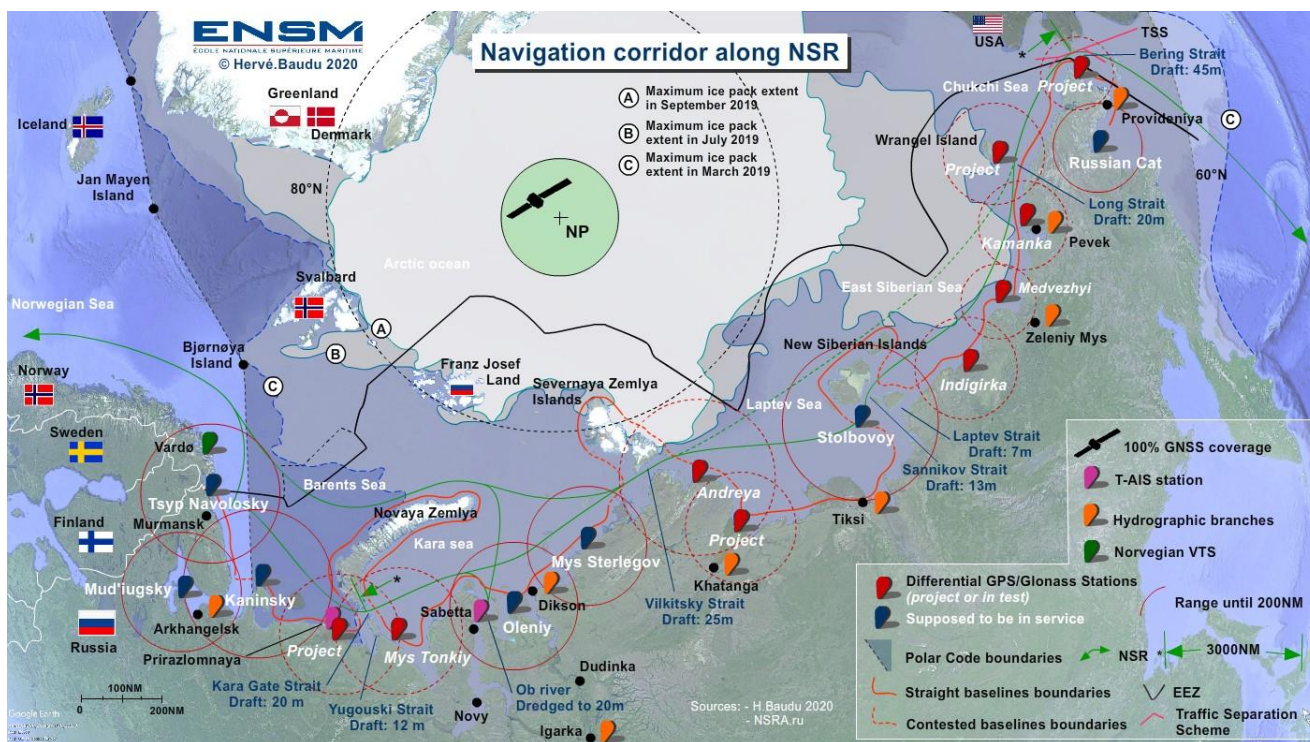 ENSM
ÉCOLE NATIONALE SUPÉRIEURE MARITIME
© Hervé.Baudu 2020
Navigation corridor along NSR
USA
*
TSS
Bering Strait
Draft: 45m
Greenland
Denmark
Iceland
Jan Mayen
Island
80°N
A
Maximum ice pack extent
in September 2019
B
Maximum ice pack
extent in July 2019
C
Maximum ice pack
extent in March 2019
NP
Arctic ocean
Chukchi Sea
Project
Provideniya
C
Wrangel Island
Project
Russian Cat
60°N
Long Strait
Draft: 20m
Kamanka
Pevek
Svalbard
Norwegian Sea
A
B
Bjørnøya
Island
C
Franz Josef
Land
Severnaya Zemlya
Islands
East Siberian Sea
Medvezhyi
New Siberian Islands
Zeleniy Mys
Indigirka
Laptev Sea
Stolbovoy
Laptev Strait
Draft: 7m
Sannikov Strait
Draft: 13m
Norway
Sweden
Vardø
Tsyp Navolosky
Murmansk
Finland
Barents Sea
Novaya Zemlya
Kara sea
*
Andreya
Project
Tiksi
Khatanga
Mys Sterlegov
Vilkitsky Strait
Draft: 25m
Mud'iugsky
Kaninsky
Arkhangelsk
Russia
Prirazlomnaya
Project
Mys Tonkiy
Sabetta
Oleniy
Dikson
Kara Gate Strait
Draft: 20 m
Yugouski Strait
Draft: 12 m
Ob river
Dredged to 20m
Novy
Dudinka
Igarka
100NM
200NM
Google Earth
Sources: - H.Baudu 2020
- NSRA.ru
100% GNSS coverage
T-AIS station
Hydrographic branches
Norwegian VTS
Differential GPS/Glonass Stations
(project or in test)
Supposed to be in service
Range until 200NM
Polar Code boundaries
NSR *
3000NM
Straight baselines boundaries
EEZ
Contested baselines boundaries
Traffic Separation
Scheme